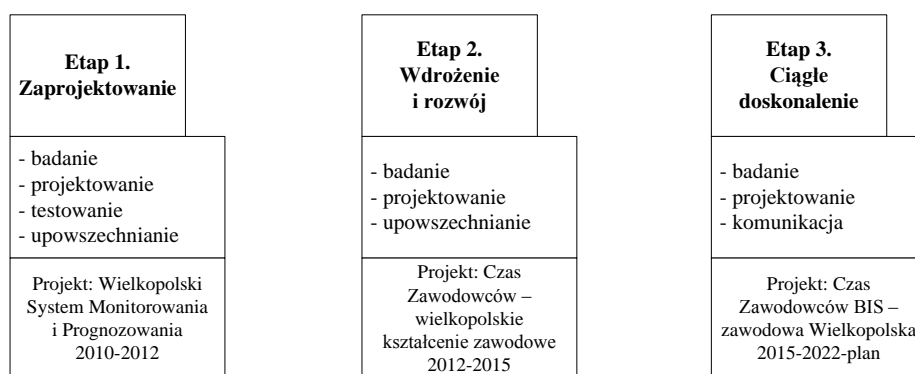 Etap 1.
Zaprojektowanie
- badanie
- projektowanie
- testowanie
- upowszechnianie
Projekt: Wielkopolski
System Monitorowania
i Prognozowania
2010-2012
Etap 2.
Wdrożenie
i rozwój
- badanie
- projektowanie
- upowszechnianie
Projekt: Czas
Zawodowców –
wielkopolskie
kształcenie zawodowe
2012-2015
Etap 3.
Ciągłe
doskonalenie
- badanie
- projektowanie
- komunikacja
Projekt: Czas
Zawodowców BIS –
zawodowa Wielkopolska
2015-2022-plan